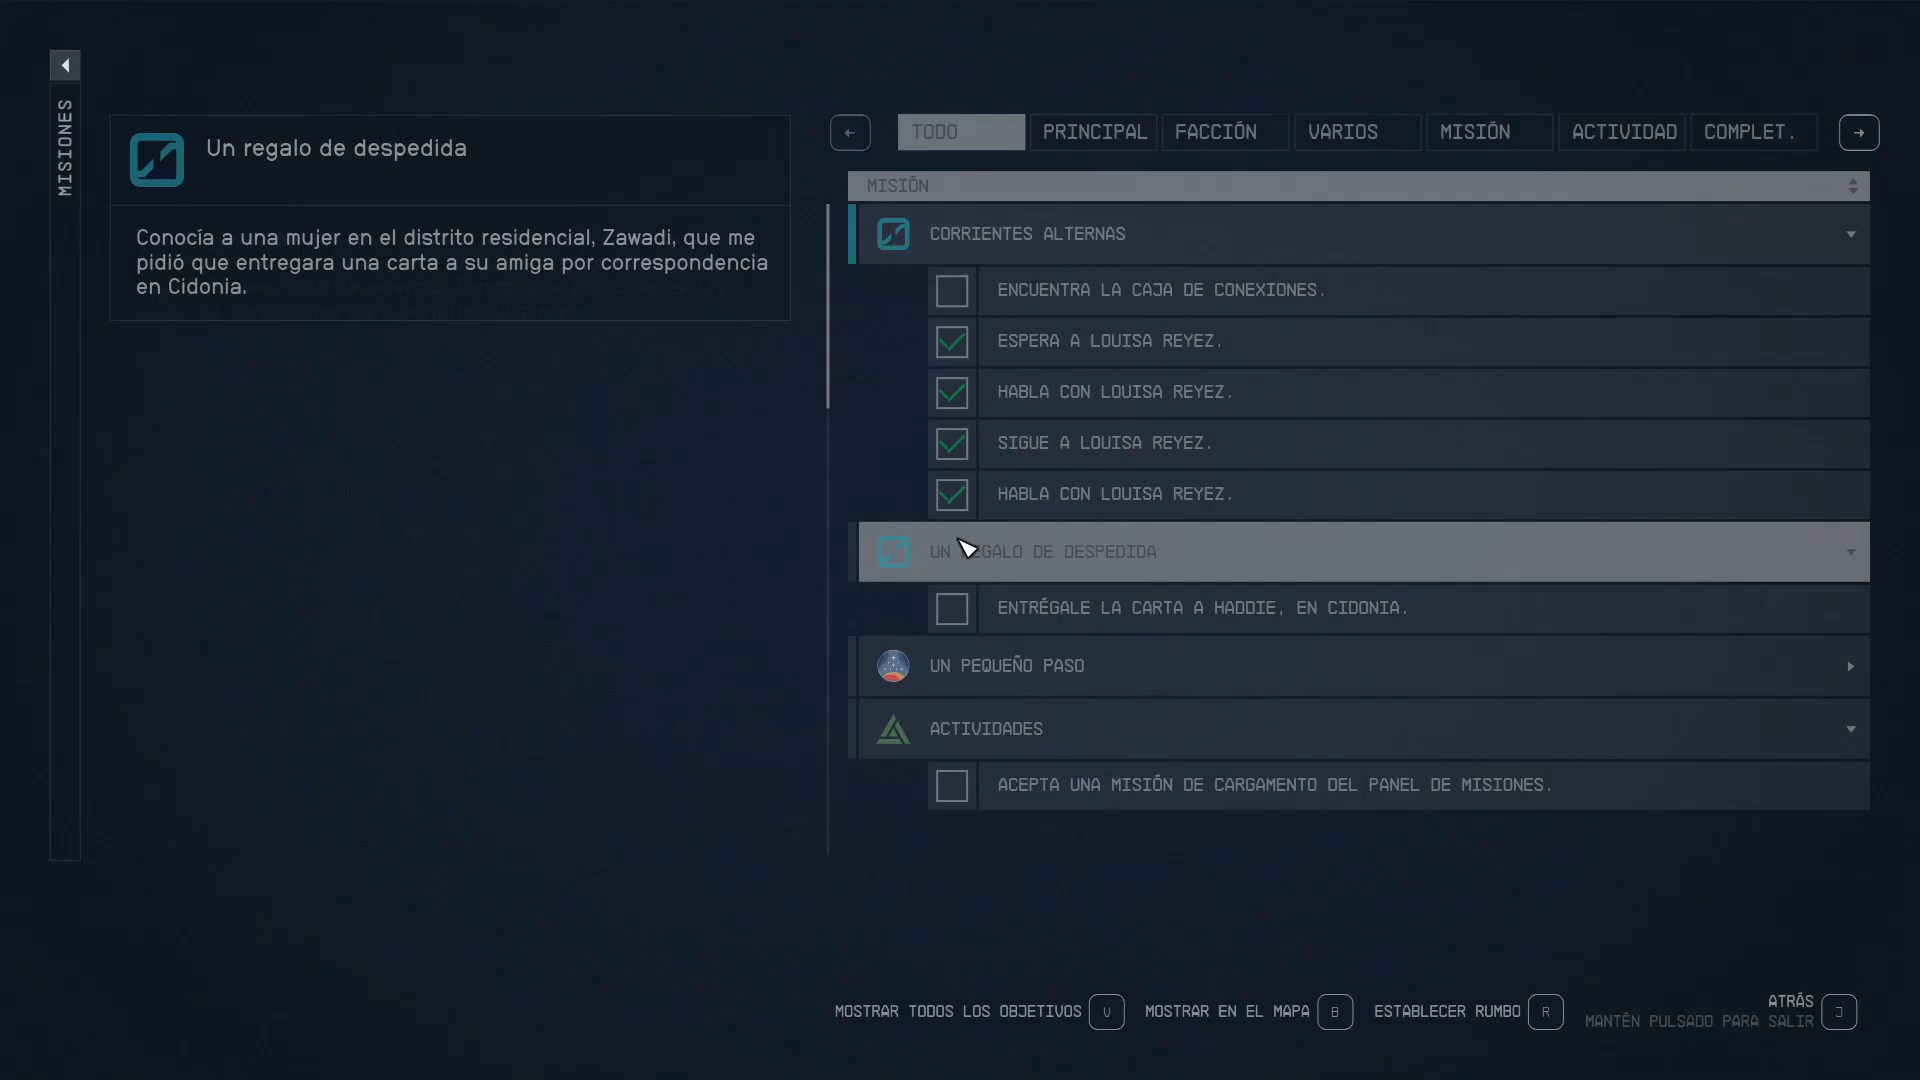 MISIONES
Un regalo de despedida
Conocía a una mujer en el distrito residencial, Zawadi, que me
pidió que entregara una carta a su amiga por correspondencia
en Cidonia.
TODO
PRINCIPAL
FACCIÓN
VARIOS
MISIÓN
ACTIVIDAD
COMPLET.
MISIÓN
CORRIENTES ALTERNAS
ENCUENTRA LA CAJA DE CONEXIONES.
ESPERA A LOUISA REYEZ.
HABLA CON LOUISA REYEZ.
SIGUE A LOUISA REYEZ.
HABLA CON LOUISA REYEZ.
UN REGALO DE DESPEDIDA
ENTRÉGALE LA CARTA A HADDIE, EN CIDONIA.
UN PEQUEÑO PASO
ACTIVIDADES
ACEPTA UNA MISIÓN DE CARGAMENTO DEL PANEL DE MISIONES.
MOSTRAR TODOS LOS OBJETIVOS V
MOSTRAR EN EL MAPA B
ESTABLECER RUMBO R
ATRÁS
MANTÉN PULSADO PARA SALIR J